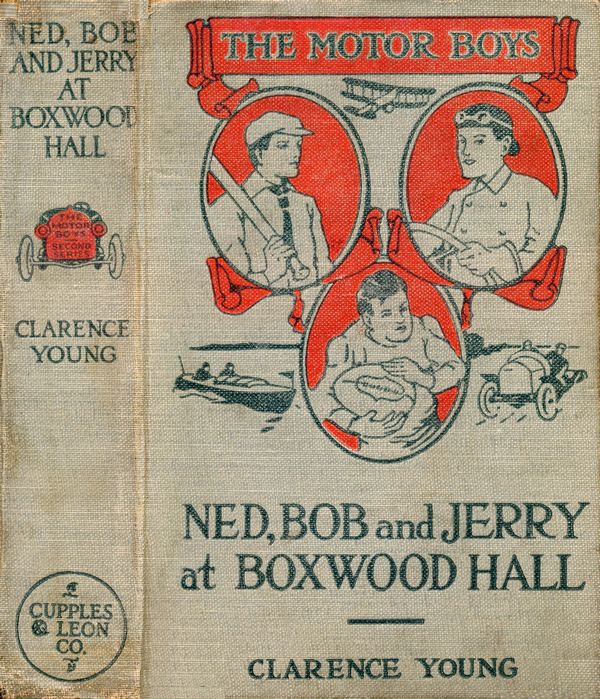 NED, BOB
AND JERRY
AT
BOXWOOD
HALL
THE
MOTOR
BOYS
SECOND
SERIES
CLARENCE
YOUNG
CUPPLES
& LEON
CO.
THE MOTOR BOYS
NED, BOB and JERRY
at BOXWOOD HALL
CLARENCE YOUNG